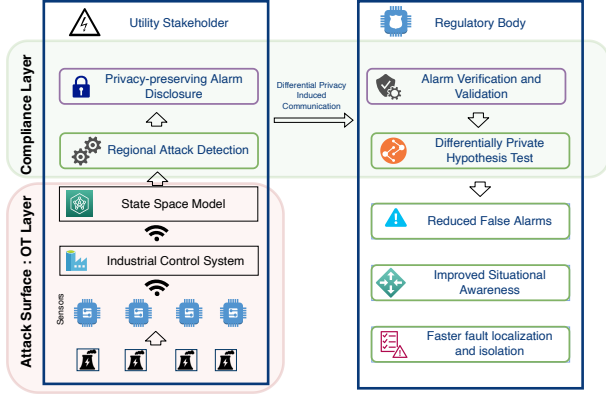 Utility Stakeholder
Regulatory Body
Compliance Layer
Privacy-preserving Alarm
Disclosure
Differential Privacy
Induced
Communication
Alarm Verification and
Validation
Regional Attack Detection
Differentially Private
Hypothesis Test
Attack Surface : OT Layer
State Space Model
Reduced False Alarms
Industrial Control System
Improved Situational
Awareness
Sensors
Faster fault localization
and isolation